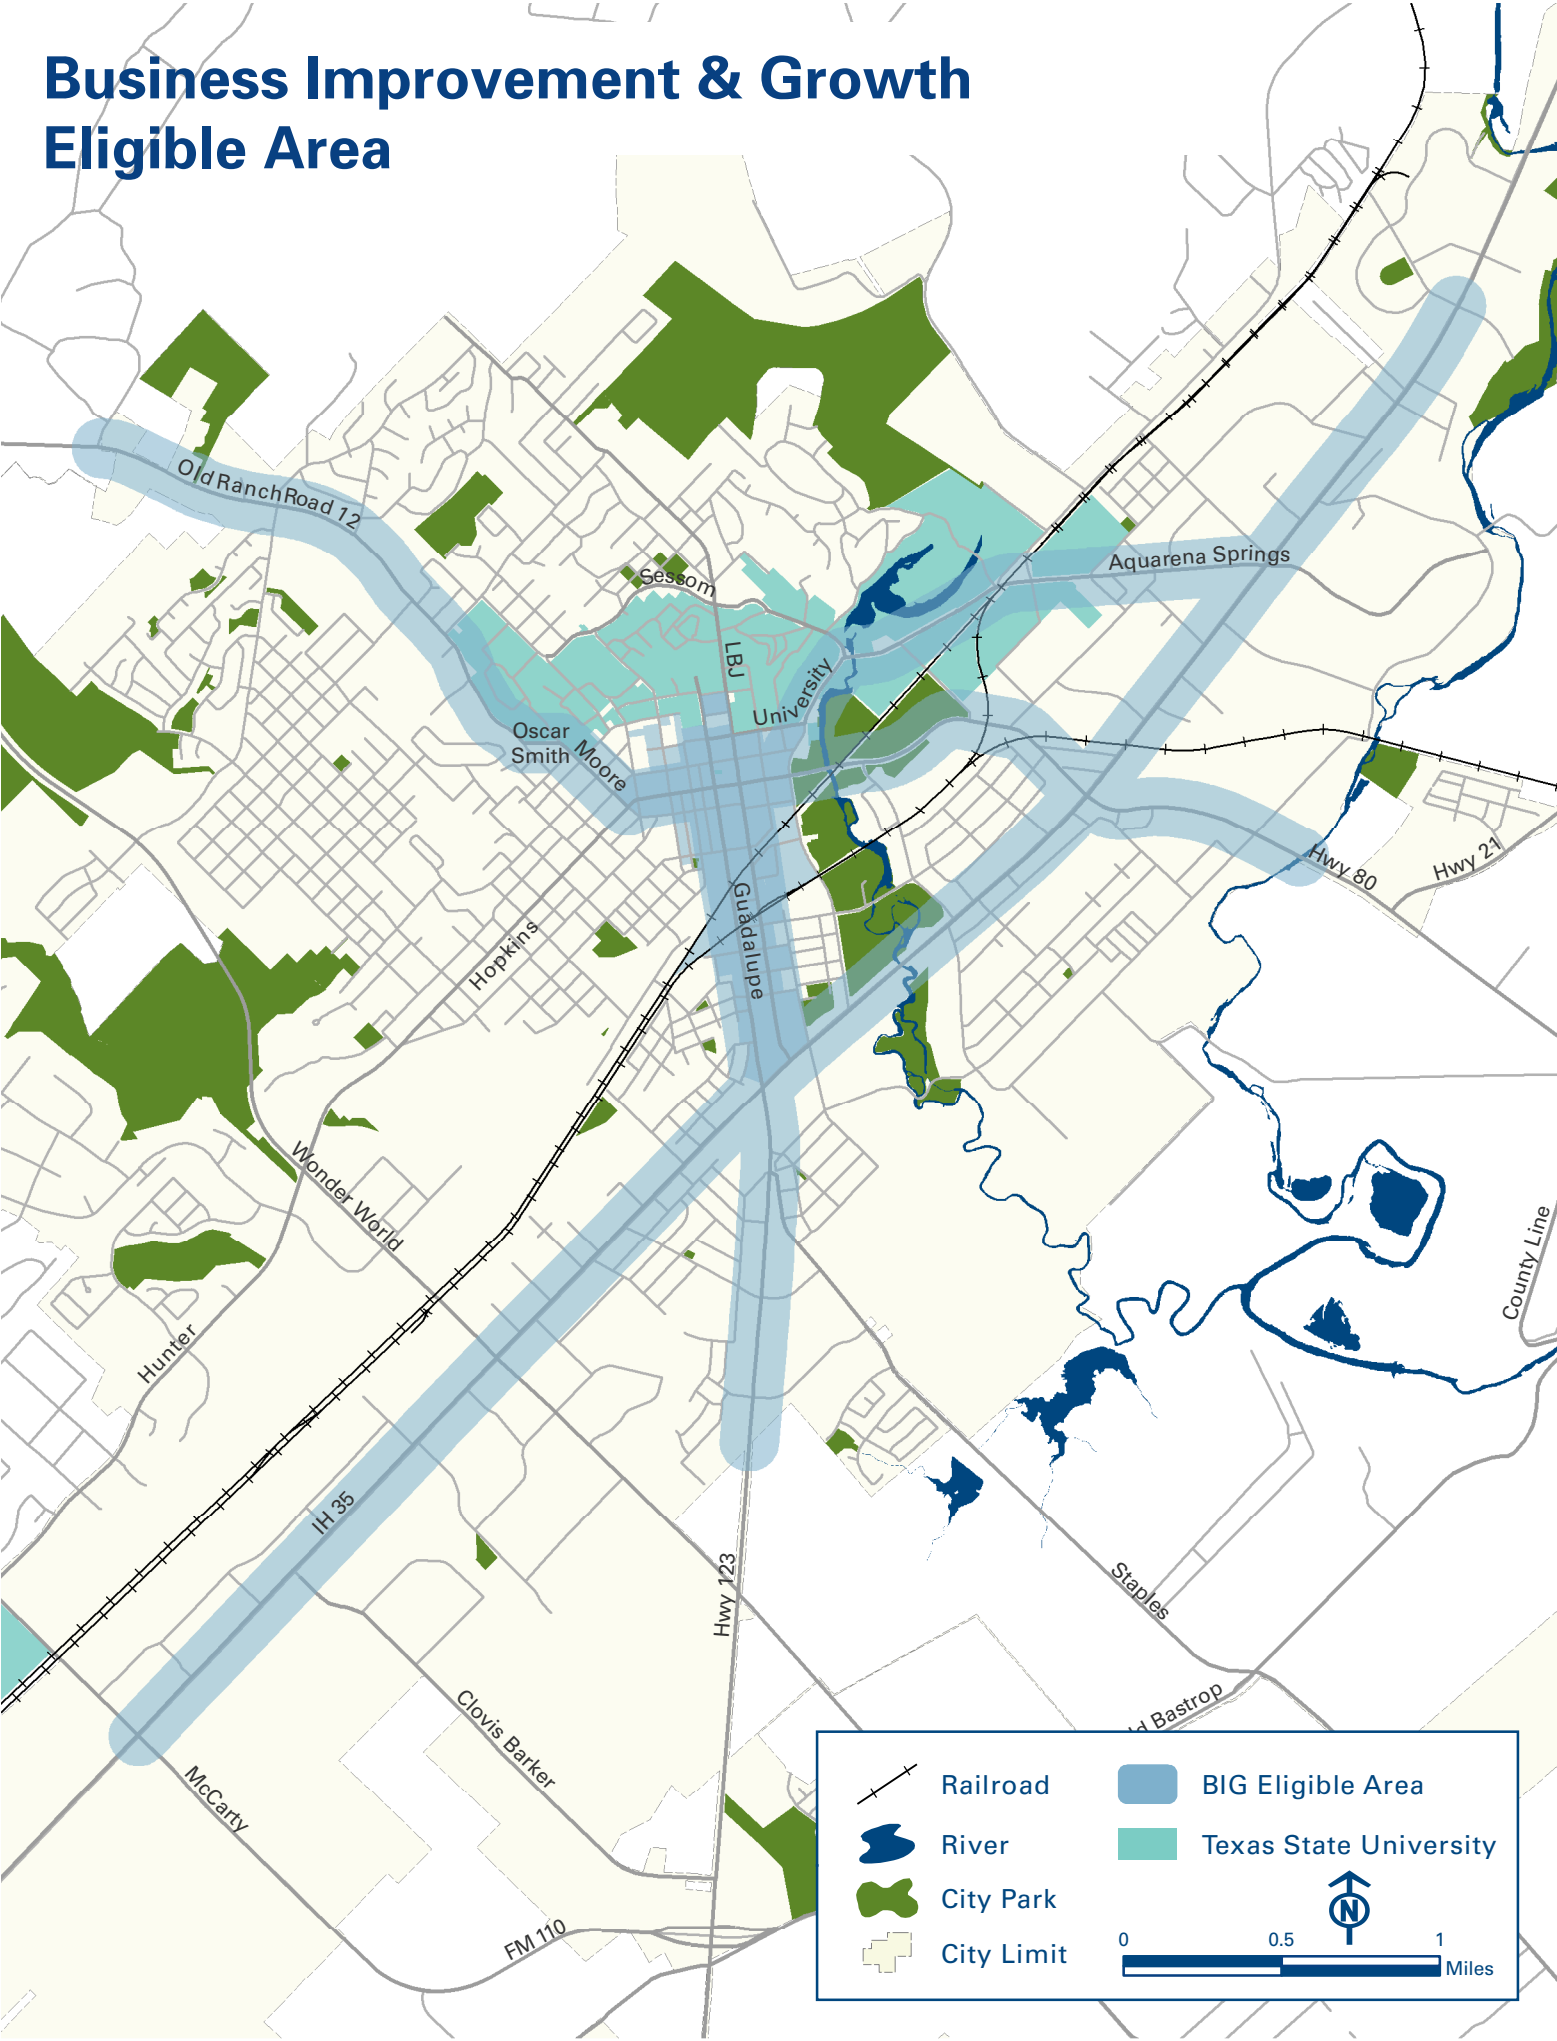 Business Improvement & Growth
Eligible Area
Old Ranch Road 12
Sessom
Aquarena Springs
LBJ
University
Oscar
Smith
Moore
Hwy 80
Hwy 21
Guadalupe
Hopkins
Wonder World
County Line
Hunter
IH 35
Hwy 123
Staples
Clovis Barker
ld Bastrop
McCarty
FM 110
Railroad
River
City Park
City Limit
BIG Eligible Area
Texas State University
N
0 0.5 1
Miles